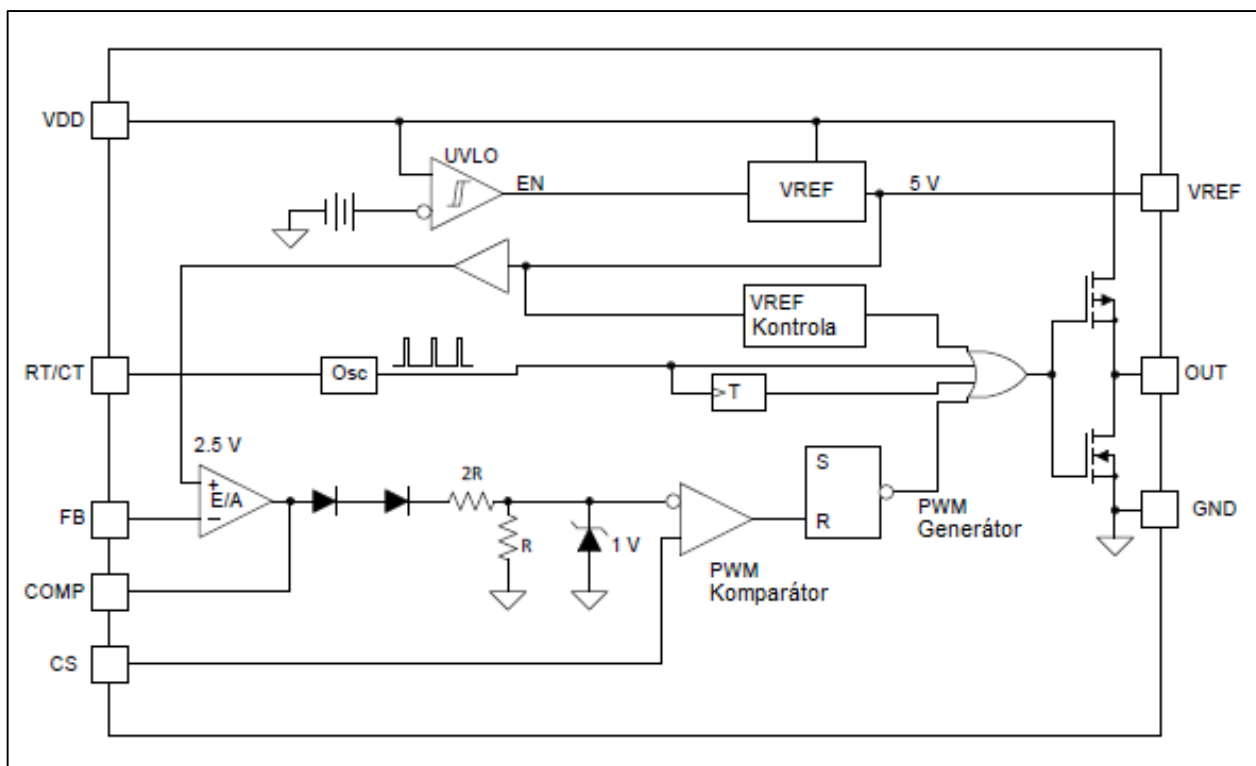 VDD
UVLO
EN
VREF
5 V
VREF
VREF
Kontrola
RT/CT
Osc
T
OUT
2.5 V
+
E/A
−
2R
S
FB
R
1 V
R
PWM
Generátor
GND
COMP
PWM
Komparátor
CS